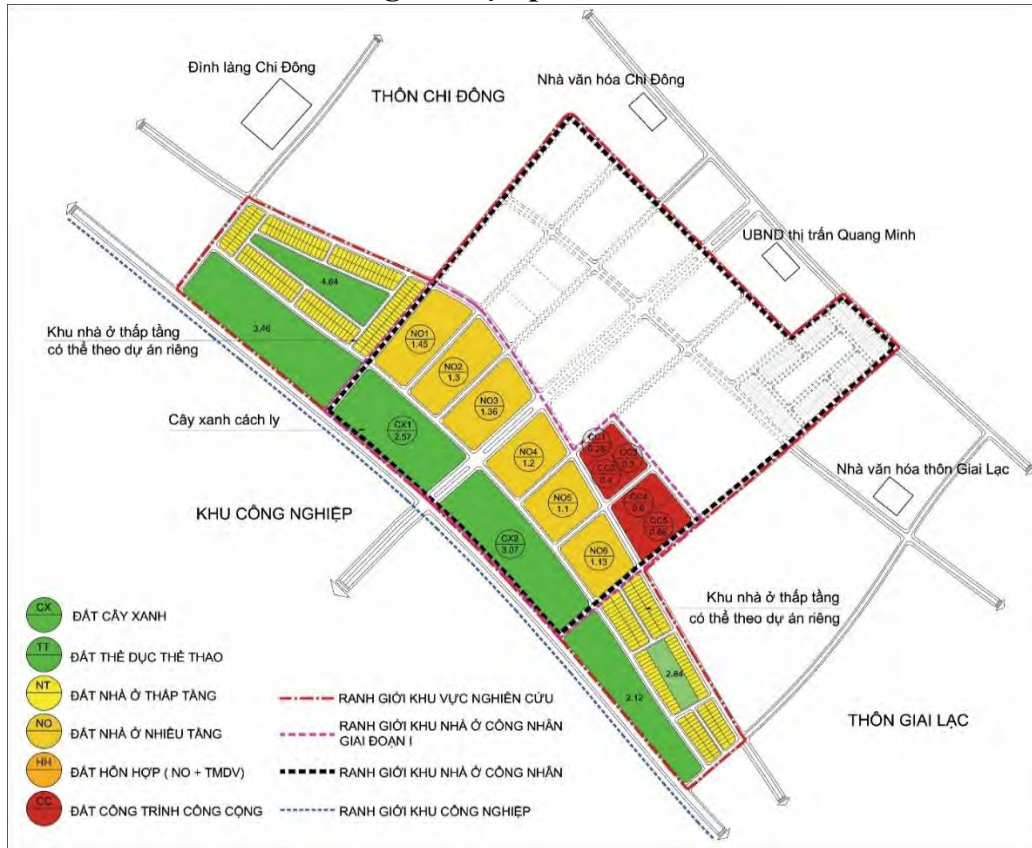 Đình làng Chi Đông
THÔN CHI ĐÔNG
Nhà văn hóa Chi Đông
UBND thị trấn Quang Minh
4.64
3.46
Khu nhà ở thấp tầng
có thể theo dự án riêng
NO1
1.45
NO2
1.3
NO3
1.36
Cây xanh cách ly
CX1
2.57
NO4
1.2
CC1
CC2
0.4
CC3
0.3
Nhà văn hóa thôn Giai Lạc
KHU CÔNG NGHIỆP
NO5
1.1
CC4
0.6
CC5
CX2
3.07
NO6
1.13
Khu nhà ở thấp tầng
có thể theo dự án riêng
2.84
2.12
THÔN GIAI LẠC
CX
ĐẤT CÂY XANH
TT
ĐẤT THỂ DỤC THỂ THAO
NT
ĐẤT NHÀ Ở THẤP TẦNG
NO
ĐẤT NHÀ Ở NHIỀU TẦNG
HH
ĐẤT HỖN HỢP ( NO + TMDV)
CC
ĐẤT CÔNG TRÌNH CÔNG CỘNG
RANH GIỚI KHU VỰC NGHIÊN CỨU
RANH GIỚI KHU NHÀ Ở CÔNG NHÂN
GIAI ĐOẠN I
RANH GIỚI KHU NHÀ Ở CÔNG NHÂN
RANH GIỚI KHU CÔNG NGHIỆP